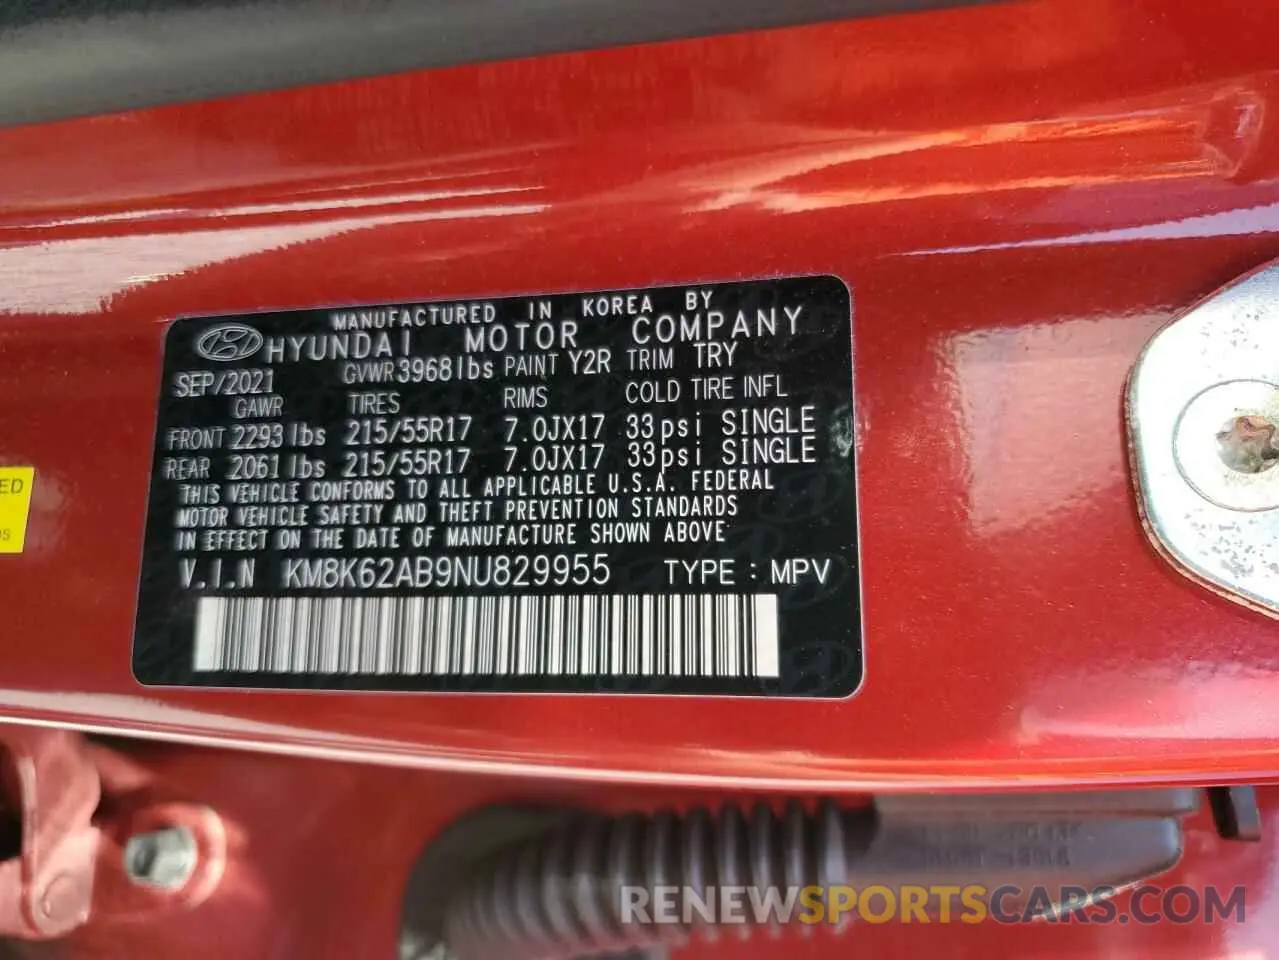 MANUFACTURED IN KOREA BY
HYUNDAI MOTOR COMPANY
SEP/2021 GVWR 3968 lbs PAINT Y2R TRIM TRY
GAWR TIRES RIMS COLD TIRE INFL
FRONT 2293 lbs 215/55R17 7.0JX17 33psi SINGLE
REAR 2061 lbs 215/55R17 7.0JX17 33psi SINGLE
THIS VEHICLE CONFORMS TO ALL APPLICABLE U.S.A. FEDERAL
MOTOR VEHICLE SAFETY AND THEFT PREVENTION STANDARDS
IN EFFECT ON THE DATE OF MANUFACTURE SHOWN ABOVE
V.I.N KM8K62AB9NU829955 TYPE : MPV
RENEWSPORTSCARS.COM